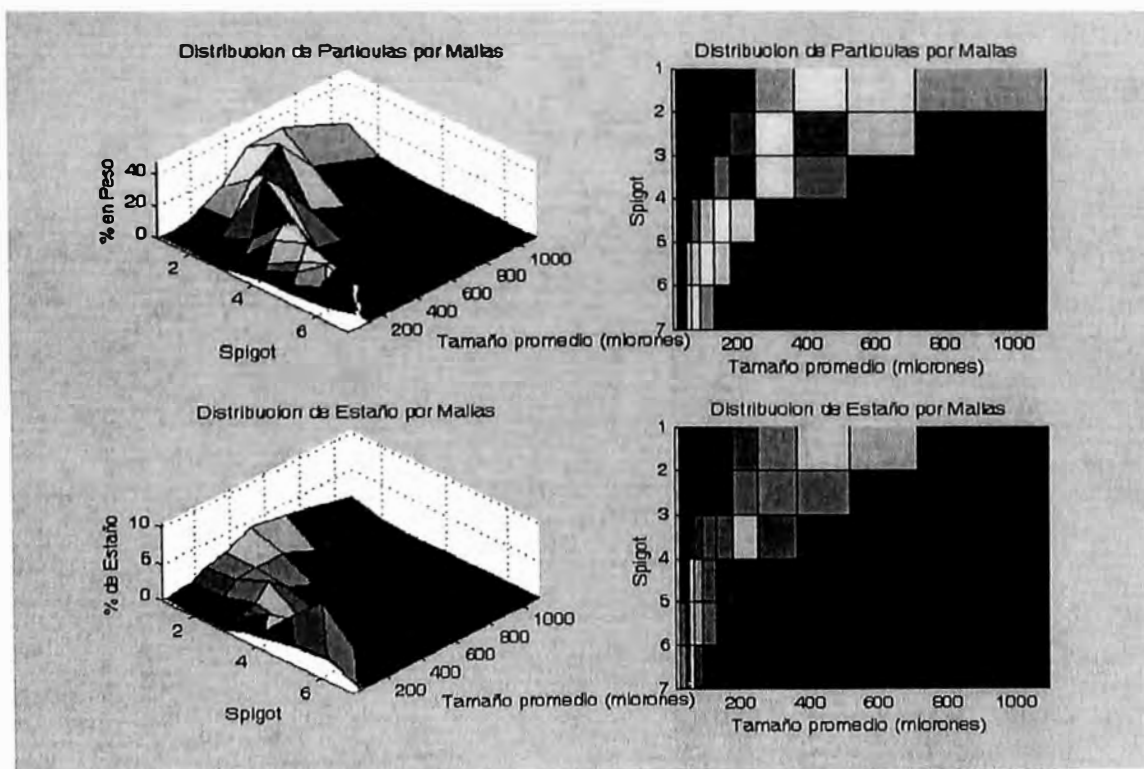 Distribucion de Particulas por Mallas
% en Peso
40
20
0
2
4
6
Spigot
200
400
600
800
1000
Tamaño promedio (micrones)
Distribucion de Particulas por Mallas
Spigot
1
2
3
4
5
6
7
200 400 600 800 1000
Tamaño promedio (micrones)
Distribucion de Estaño por Mallas
% de Estaño
10
5
0
2
4
6
Spigot
200
400
600
800
1000
Tamaño promedio (micrones)
Distribucion de Estaño por Mallas
Spigot
1
2
3
4
5
6
7
200 400 600 800 1000
Tamaño promedio (micrones)